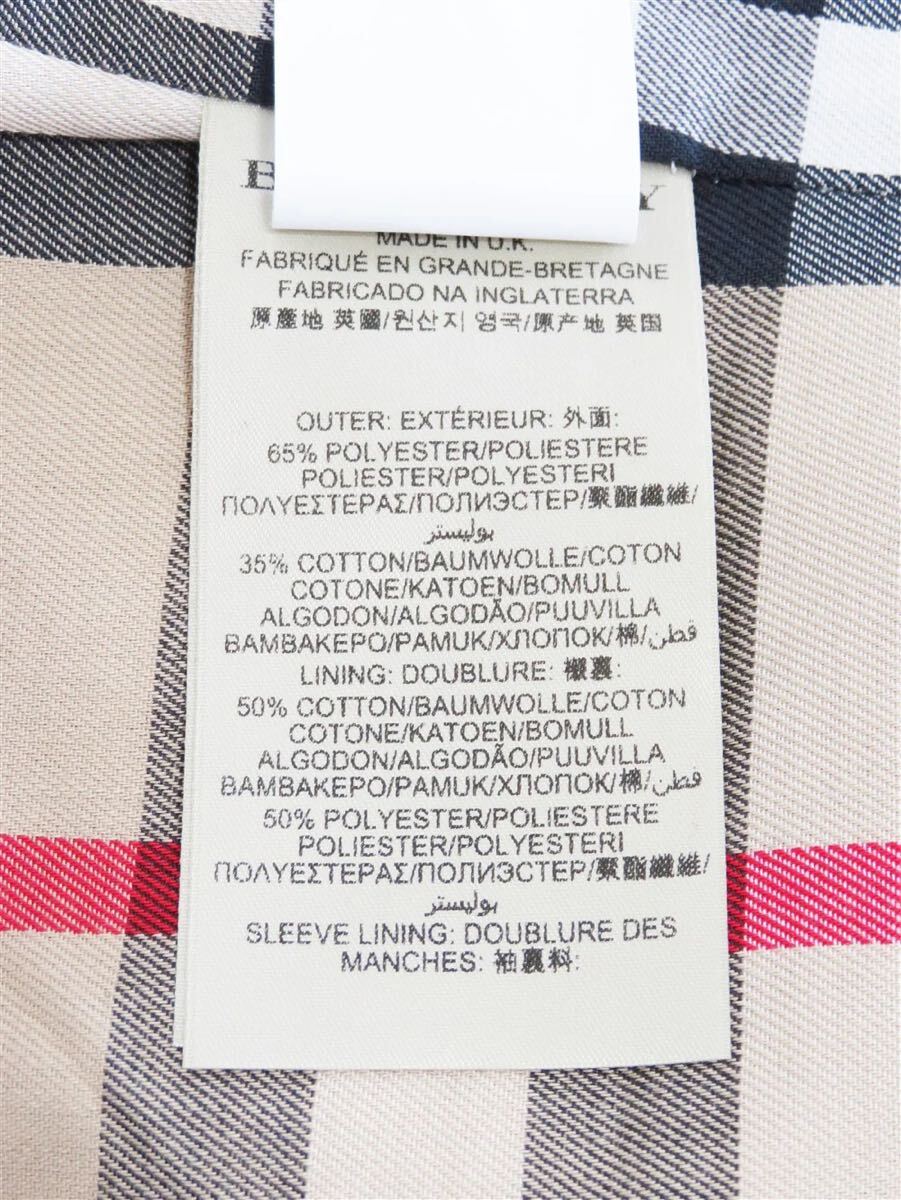 MADE IN U.K.
FABRIQUÉ EN GRANDE-BRETAGNE
FABRICADO NA INGLATERRA
原產地 英國/원산지 영국/原产地 英国
OUTER: EXTÉRIEUR: 外面:
65% POLYESTER/POLIESTERE
POLIESTER/POLYESTERI
ΠΟΛΥΕΣΤΕΡΑΣ/ПОЛИЭСТЕР/聚酯纖維/
بوليستر
35% COTTON/BAUMWOLLE/COTON
COTONE/KATOEN/BOMULL
ALGODON/ALGODÃO/PUUVILLA
ΒΑΜΒΑΚΕΡΟ/PAMUK/ХЛОПОК/棉/قطن
LINING: DOUBLURE: 襯裏:
50% COTTON/BAUMWOLLE/COTON
COTONE/KATOEN/BOMULL
ALGODON/ALGODÃO/PUUVILLA
ΒΑΜΒΑΚΕΡΟ/PAMUK/ХЛОПОК/棉/قطن
50% POLYESTER/POLIESTERE
POLIESTER/POLYESTERI
ΠΟΛΥΕΣΤΕΡΑΣ/ПОЛИЭСТЕР/聚酯纖維/
بوليستر
SLEEVE LINING: DOUBLURE DES
MANCHES: 袖裏料: